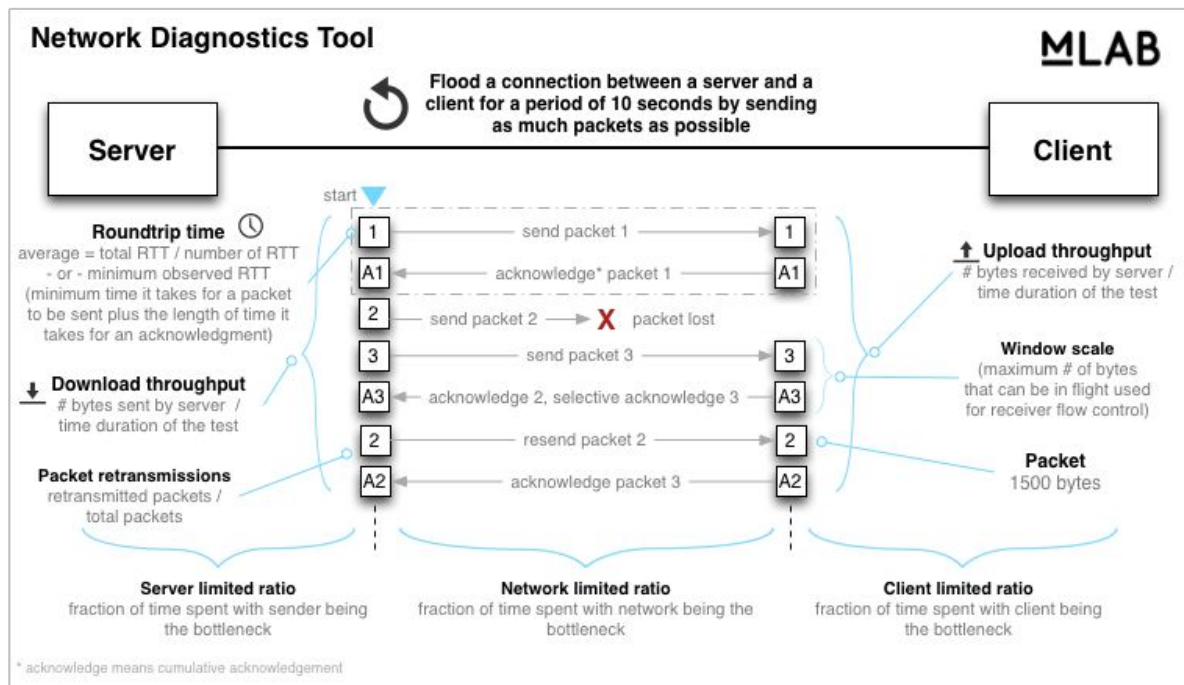 Network Diagnostics Tool
MLAB
Flood a connection between a server and a
client for a period of 10 seconds by sending
as much packets as possible
Server
Client
start
Roundtrip time
average = total RTT / number of RTT
- or - minimum observed RTT
(minimum time it takes for a packet
to be sent plus the length of time it
takes for an acknowledgment)
Download throughput
# bytes sent by server /
time duration of the test
Packet retransmissions
retransmitted packets /
total packets
1 send packet 1 1
A1 acknowledge* packet 1 A1
2 send packet 2 X packet lost
3 send packet 3 3
A3 acknowledge 2, selective acknowledge 3 A3
2 resend packet 2 2
A2 acknowledge packet 3 A2
Upload throughput
# bytes received by server /
time duration of the test
Window scale
(maximum # of bytes
that can be in flight used
for receiver flow control)
Packet
1500 bytes
Server limited ratio
fraction of time spent with sender being
the bottleneck
Network limited ratio
fraction of time spent with network being the
bottleneck
Client limited ratio
fraction of time spent with client being
the bottleneck
* acknowledge means cumulative acknowledgement